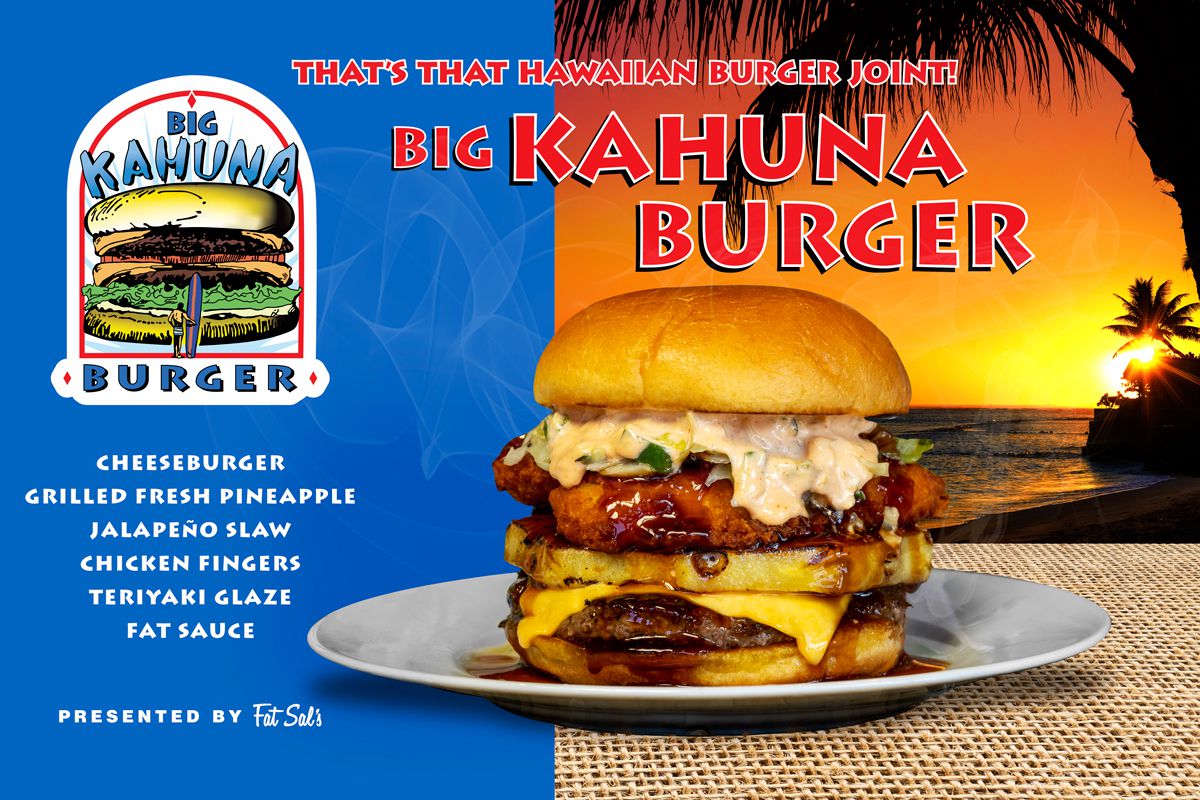 THAT'S THAT HAWAIIAN BURGER JOINT!
BIG KAHUNA
BURGER
BIG
KAHUNA
BURGER
CHEESEBURGER
GRILLED FRESH PINEAPPLE
JALAPEÑO SLAW
CHICKEN FINGERS
TERIYAKI GLAZE
FAT SAUCE
PRESENTED BY Fat Sal's